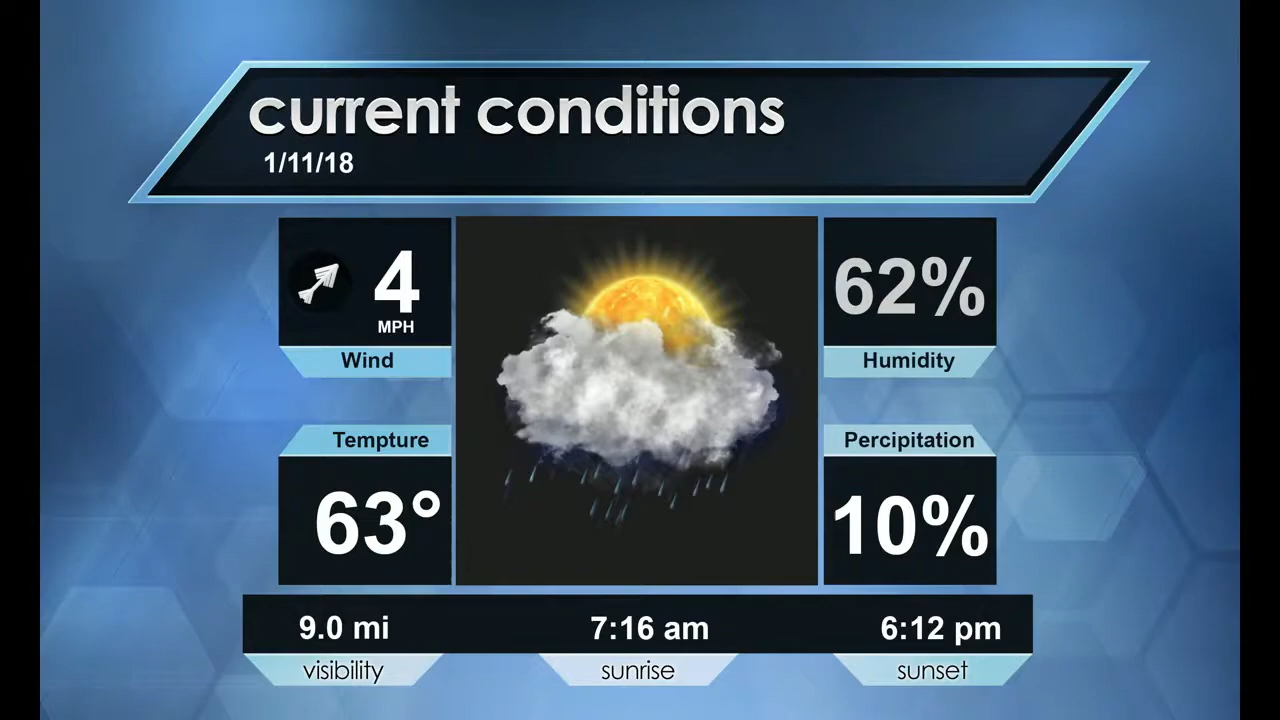 current conditions
1/11/18
4
MPH
Wind
62%
Humidity
Tempture
63°
Percipitation
10%
9.0 mi
7:16 am
6:12 pm
visibility
sunrise
sunset